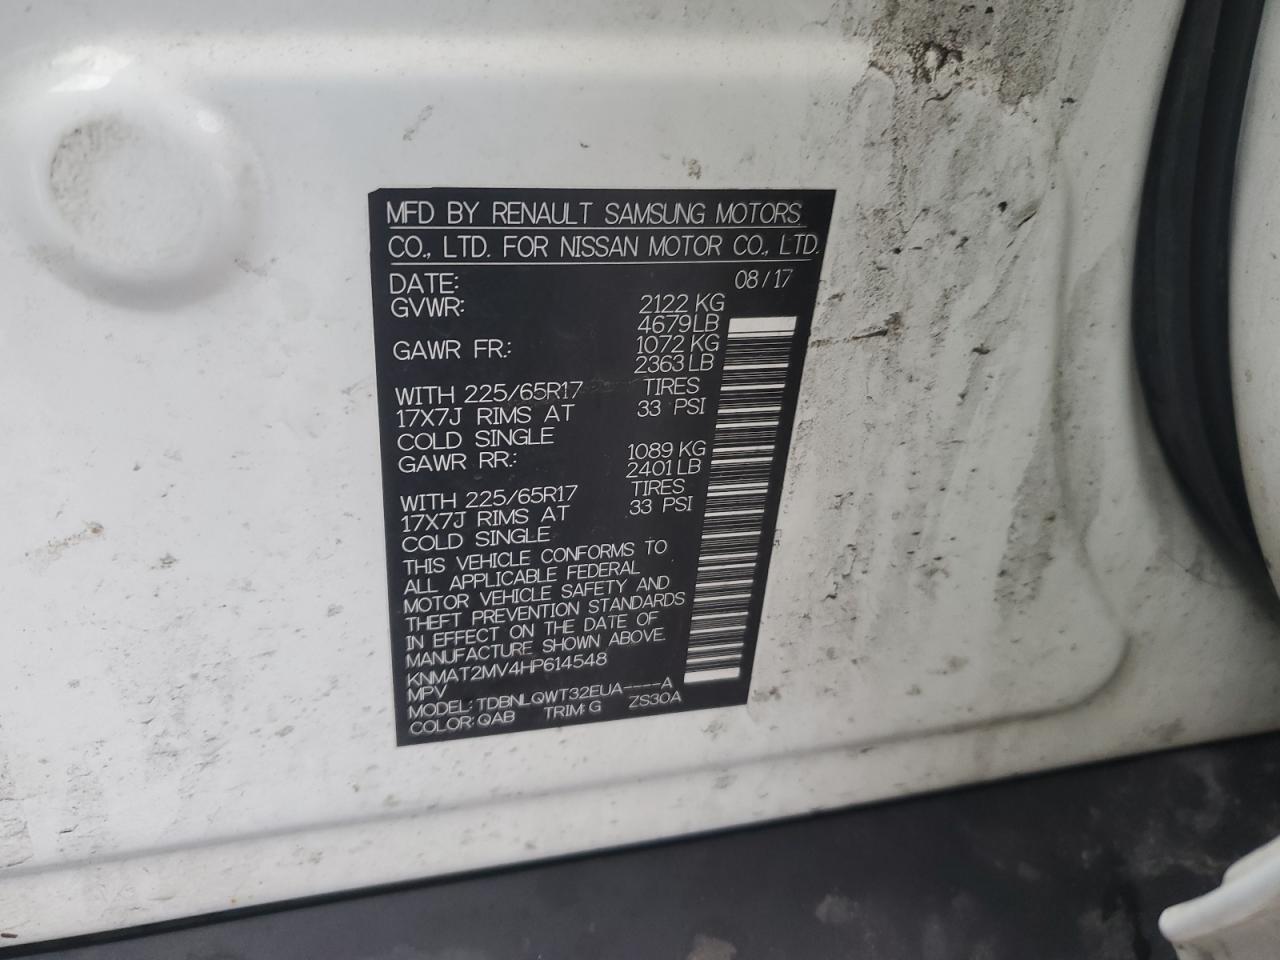 MFD BY RENAULT SAMSUNG MOTORS
CO., LTD. FOR NISSAN MOTOR CO., LTD.
DATE: 08/17
GVWR: 2122 KG
4679 LB
GAWR FR.: 1072 KG
2363 LB
WITH 225/65R17 TIRES
17X7J RIMS AT 33 PSI
COLD SINGLE
GAWR RR.: 1089 KG
2401 LB
WITH 225/65R17 TIRES
17X7J RIMS AT 33 PSI
COLD SINGLE
THIS VEHICLE CONFORMS TO
ALL APPLICABLE FEDERAL
MOTOR VEHICLE SAFETY AND
THEFT PREVENTION STANDARDS
IN EFFECT ON THE DATE OF
MANUFACTURE SHOWN ABOVE.
KNMAT2MV4HP614548
MPV
MODEL: TDBNLQWT32EUA----A
COLOR: QAB TRIM: G ZS30A